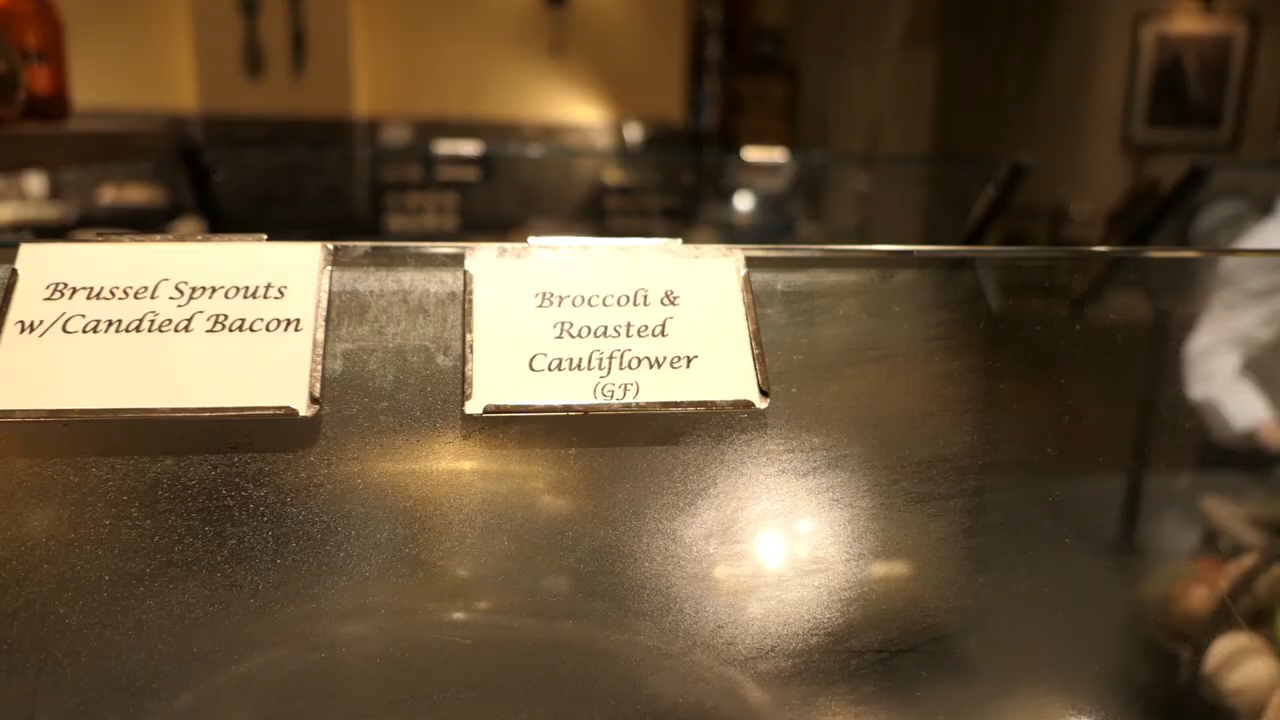 Brussel Sprouts
w/Candied Bacon
Broccoli &
Roasted
Cauliflower
(GF)